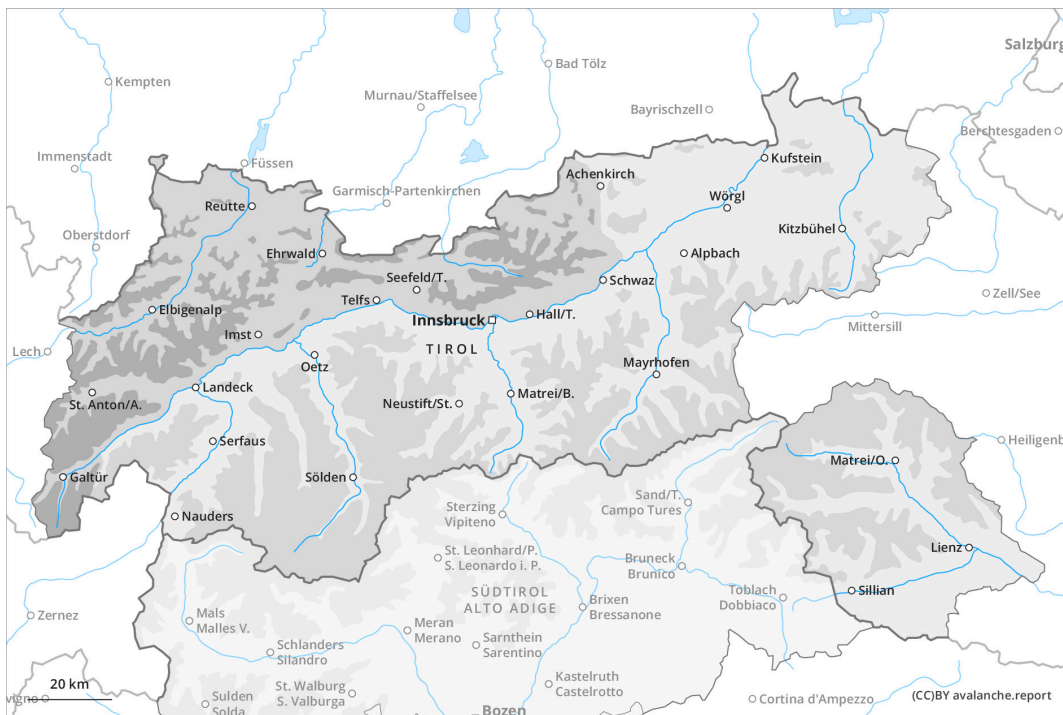 Salzburg
Kempten
Bad Tölz
Murnau/Staffelsee
Bayrischzell
Berchtesgaden
Immenstadt
Füssen
Kufstein
Achenkirch
Garmisch-Partenkirchen
Reutte
Wörgl
Oberstdorf
Kitzbühel
Ehrwald
Alpbach
Seefeld/T.
Schwaz
Zell/See
Telfs
Elbigenalp
Hall/T.
Innsbruck
Mittersill
Imst
Lech
TIROL
Oetz
Mayrhofen
Landeck
St. Anton/A.
Neustift/St.
Matrei/B.
Serfaus
Heiligenb
Matrei/O.
Galtür
Sölden
Sand/T.
Campo Tures
Sterzing
Vipiteno
Nauders
Lienz
St. Leonhard/P.
S. Leonardo i. P.
Bruneck
Brunico
SÜDTIROL
ALTO ADIGE
Sillian
Toblach
Dobbiaco
Brixen
Bressanone
Zernez
Mals
Malles V.
Meran
Merano
Sarnthein
Sarentino
Schlanders
Silandro
Kastelruth
Castelrotto
20 km
vigno
St. Walburg
S. Valburga
Sulden
Solda
Cortina d'Ampezzo
(CC)BY avalanche.report
Bozen